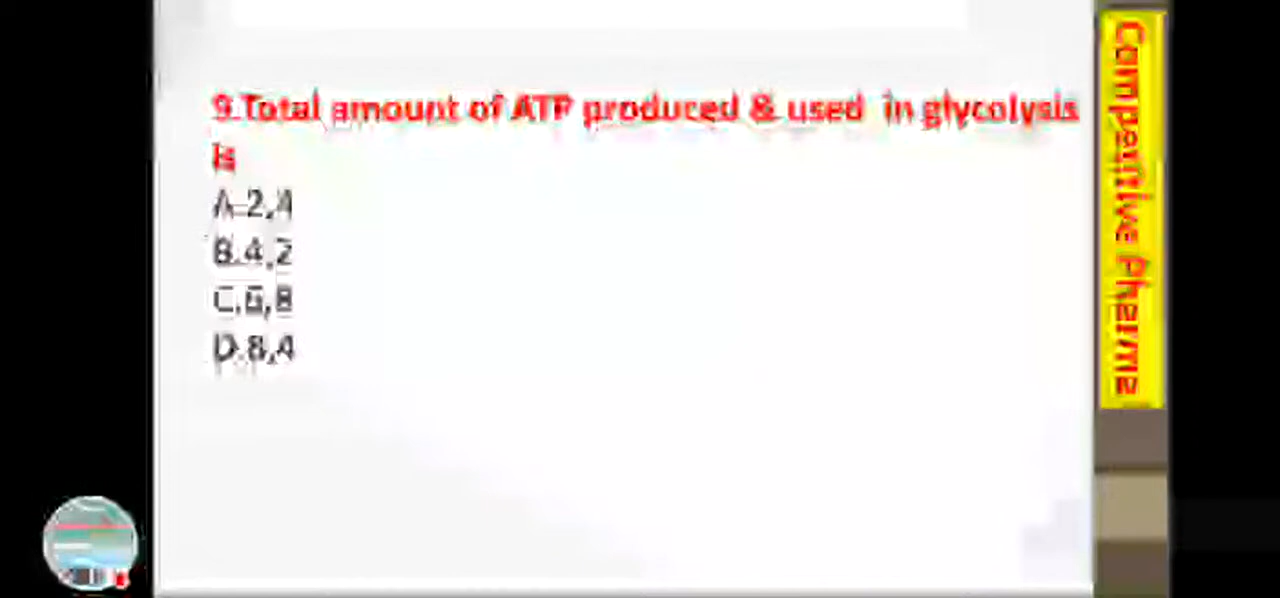 9.Total amount of ATP produced & used in glycolysis
is
A.2,4
B.4,2
C.6,8
D.8,4
Competitive Pharma